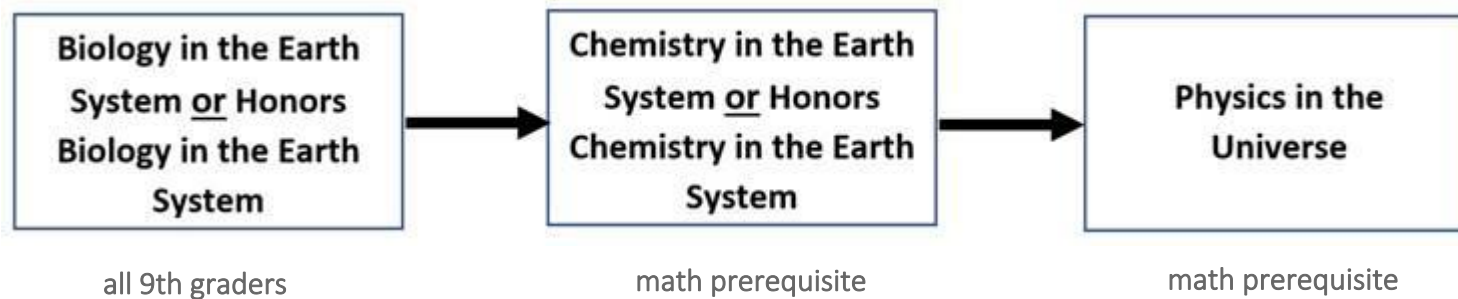 Biology in the Earth
System or Honors
Biology in the Earth
System
Chemistry in the Earth
System or Honors
Chemistry in the Earth
System
Physics in the
Universe
all 9th graders
math prerequisite
math prerequisite